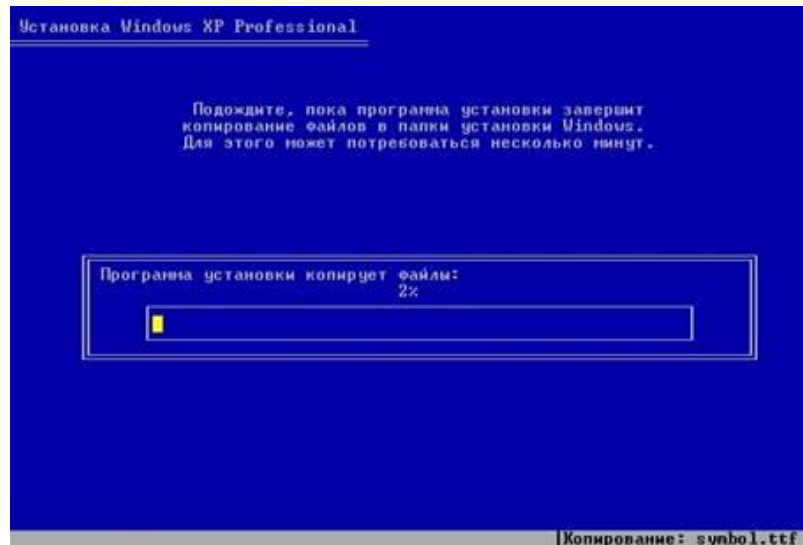 Установка Windows XP Professional
Подождите, пока программа установки завершит
копирование файлов в папки установки Windows.
Для этого может потребоваться несколько минут.
Программа установки копирует файлы:
2%
Копирование: symbol.ttf